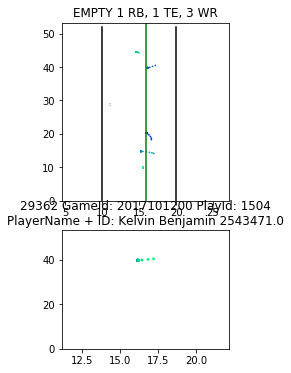 EMPTY 1 RB, 1 TE, 3 WR
50
40
30
20
10
0
5 10 15 20 25
29362 GameId: 2017101200 PlayId: 1504
PlayerName + ID: Kelvin Benjamin 2543471.0
40
20
0
12.5 15.0 17.5 20.0